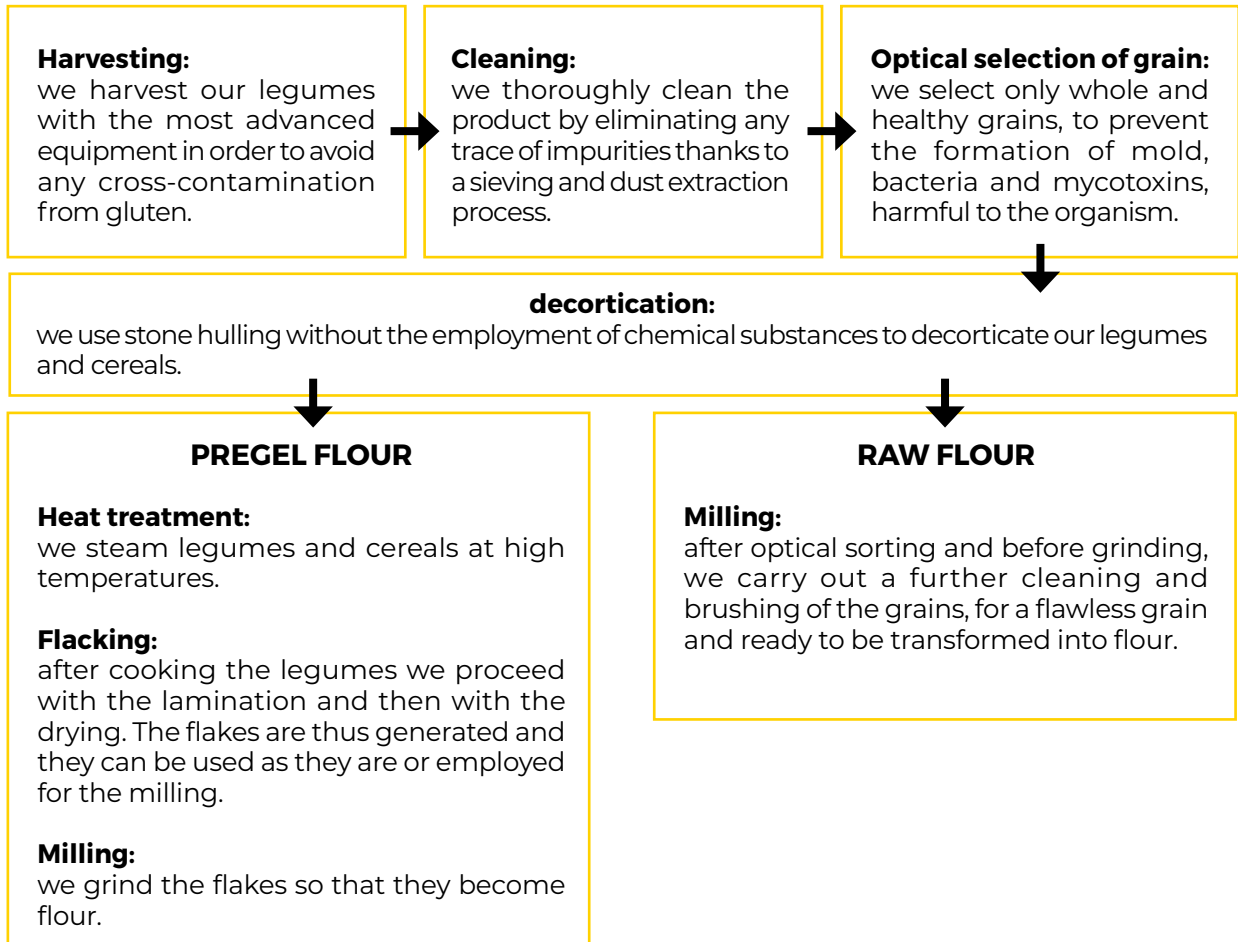 Harvesting:
we harvest our legumes
with the most advanced
equipment in order to avoid
any cross-contamination
from gluten.
Cleaning:
we thoroughly clean the
product by eliminating any
trace of impurities thanks to
a sieving and dust extraction
process.
Optical selection of grain:
we select only whole and
healthy grains, to prevent
the formation of mold,
bacteria and mycotoxins,
harmful to the organism.
decortication:
we use stone hulling without the employment of chemical substances to decorticate our legumes
and cereals.
PREGEL FLOUR
Heat treatment:
we steam legumes and cereals at high
temperatures.
Flacking:
after cooking the legumes we proceed
with the lamination and then with the
drying. The flakes are thus generated and
they can be used as they are or employed
for the milling.
Milling:
we grind the flakes so that they become
flour.
RAW FLOUR
Milling:
after optical sorting and before grinding,
we carry out a further cleaning and
brushing of the grains, for a flawless grain
and ready to be transformed into flour.